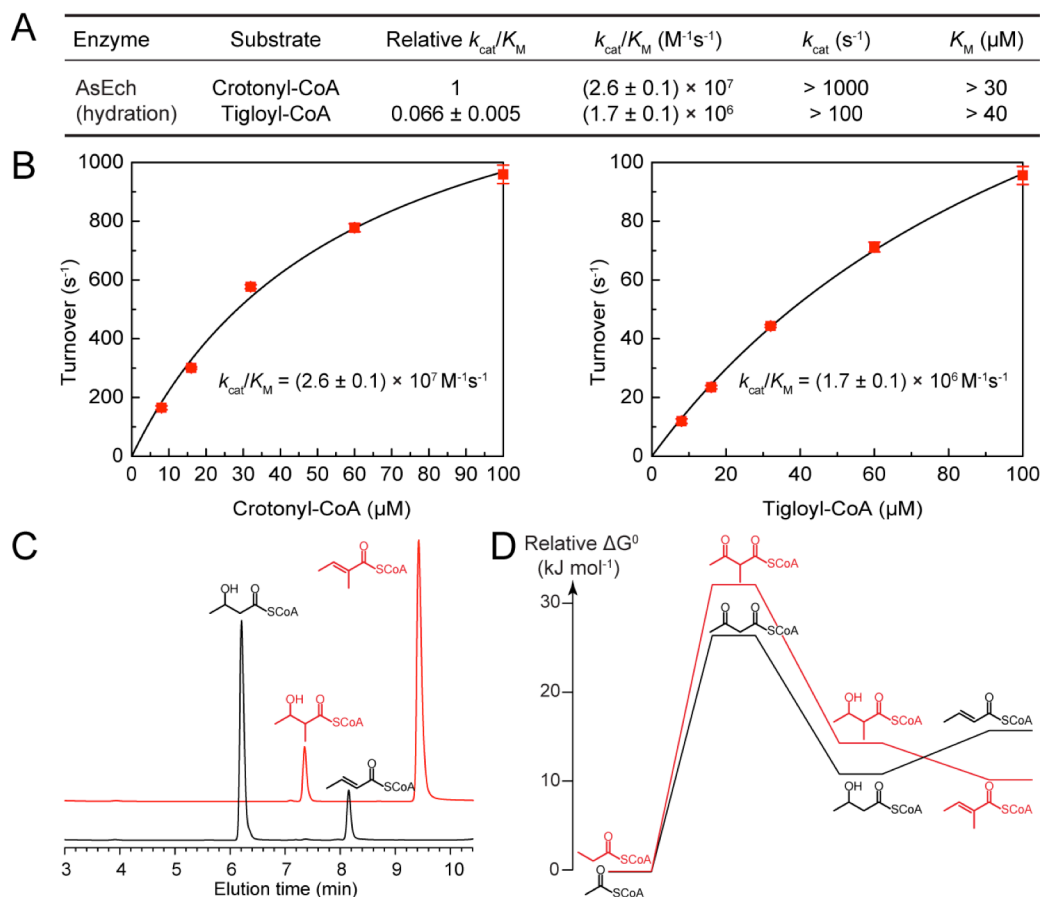 A
Enzyme Substrate Relative kcat/KM kcat/KM (M-1s-1) kcat (s-1) KM (µM)
AsEch Crotonyl-CoA 1 (2.6 ± 0.1) × 10⁷ > 1000 > 30
(hydration) Tigloyl-CoA 0.066 ± 0.005 (1.7 ± 0.1) × 10⁶ > 100 > 40
B
1000
800
600
400
200
0
Turnover (s-1)
kcat/KM = (2.6 ± 0.1) × 10⁷ M-1s-1
0 10 20 30 40 50 60 70 80 90 100
Crotonyl-CoA (µM)
100
80
60
40
20
0
Turnover (s-1)
kcat/KM = (1.7 ± 0.1) × 10⁶ M-1s-1
0 20 40 60 80 100
Tigloyl-CoA (µM)
C
O
SCoA
OH O
SCoA
OH O
SCoA
O
SCoA
3 4 5 6 7 8 9 10
Elution time (min)
D
Relative ΔG⁰
(kJ mol-1)
30
20
10
0
O O
SCoA
O O
SCoA
OH O
SCoA
O
SCoA
OH O
SCoA
O
SCoA
O
SCoA
O
SCoA